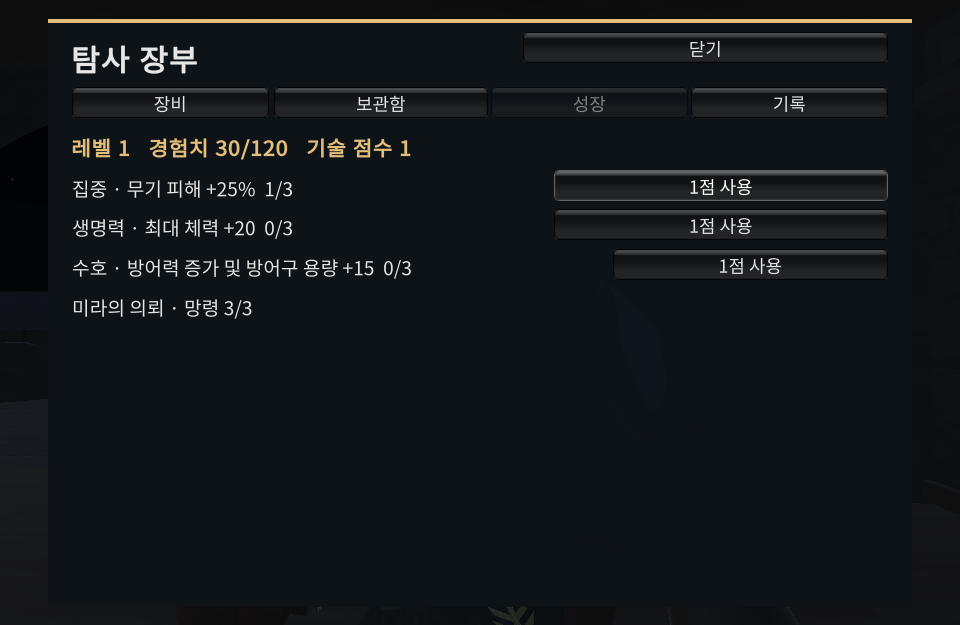 탐사 장부
닫기
장비
보관함
성장
기록
레벨 1 경험치 30/120 기술 점수 1
집중 · 무기 피해 +25% 1/3
1점 사용
생명력 · 최대 체력 +20 0/3
1점 사용
수호 · 방어력 증가 및 방어구 용량 +15 0/3
1점 사용
미라의 의뢰 · 망령 3/3